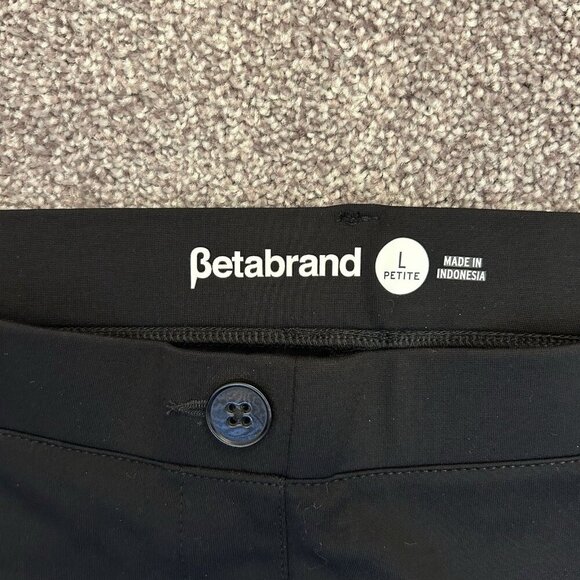 βetabrand
L
PETITE
MADE IN
INDONESIA